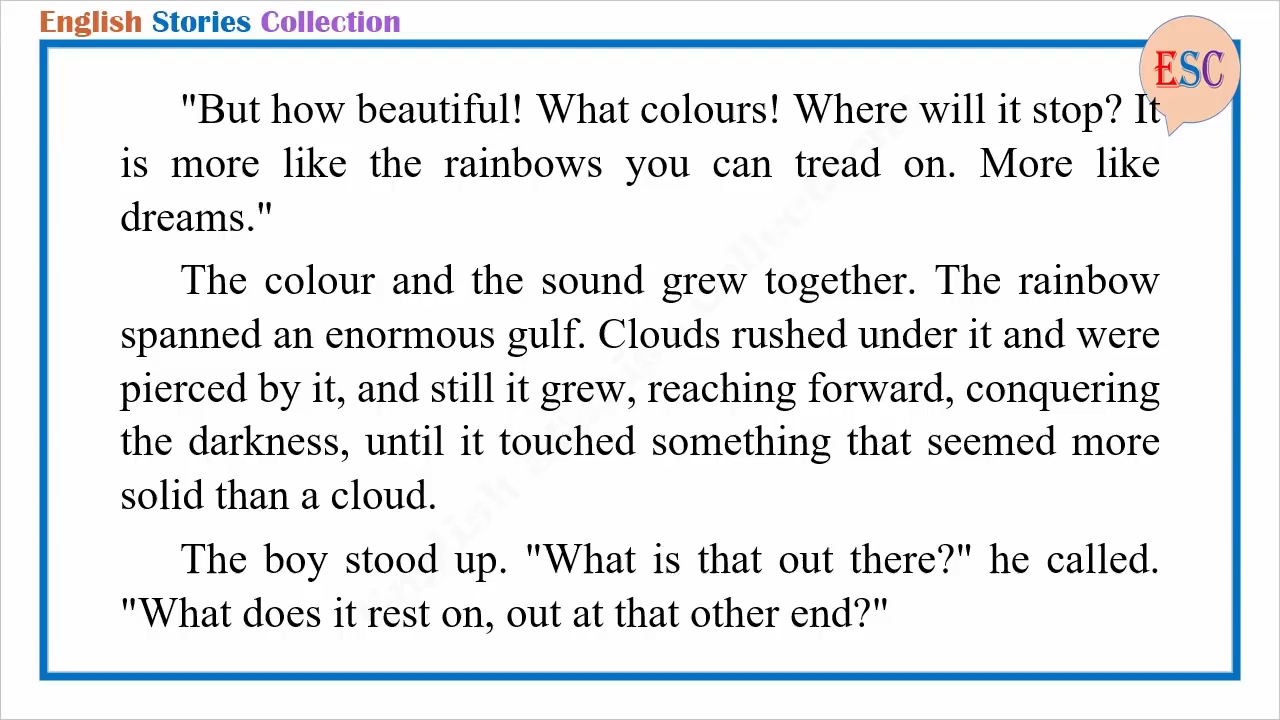 English Stories Collection
ESC
"But how beautiful! What colours! Where will it stop? It
is more like the rainbows you can tread on. More like
dreams."
The colour and the sound grew together. The rainbow
spanned an enormous gulf. Clouds rushed under it and were
pierced by it, and still it grew, reaching forward, conquering
the darkness, until it touched something that seemed more
solid than a cloud.
The boy stood up. "What is that out there?" he called.
"What does it rest on, out at that other end?"